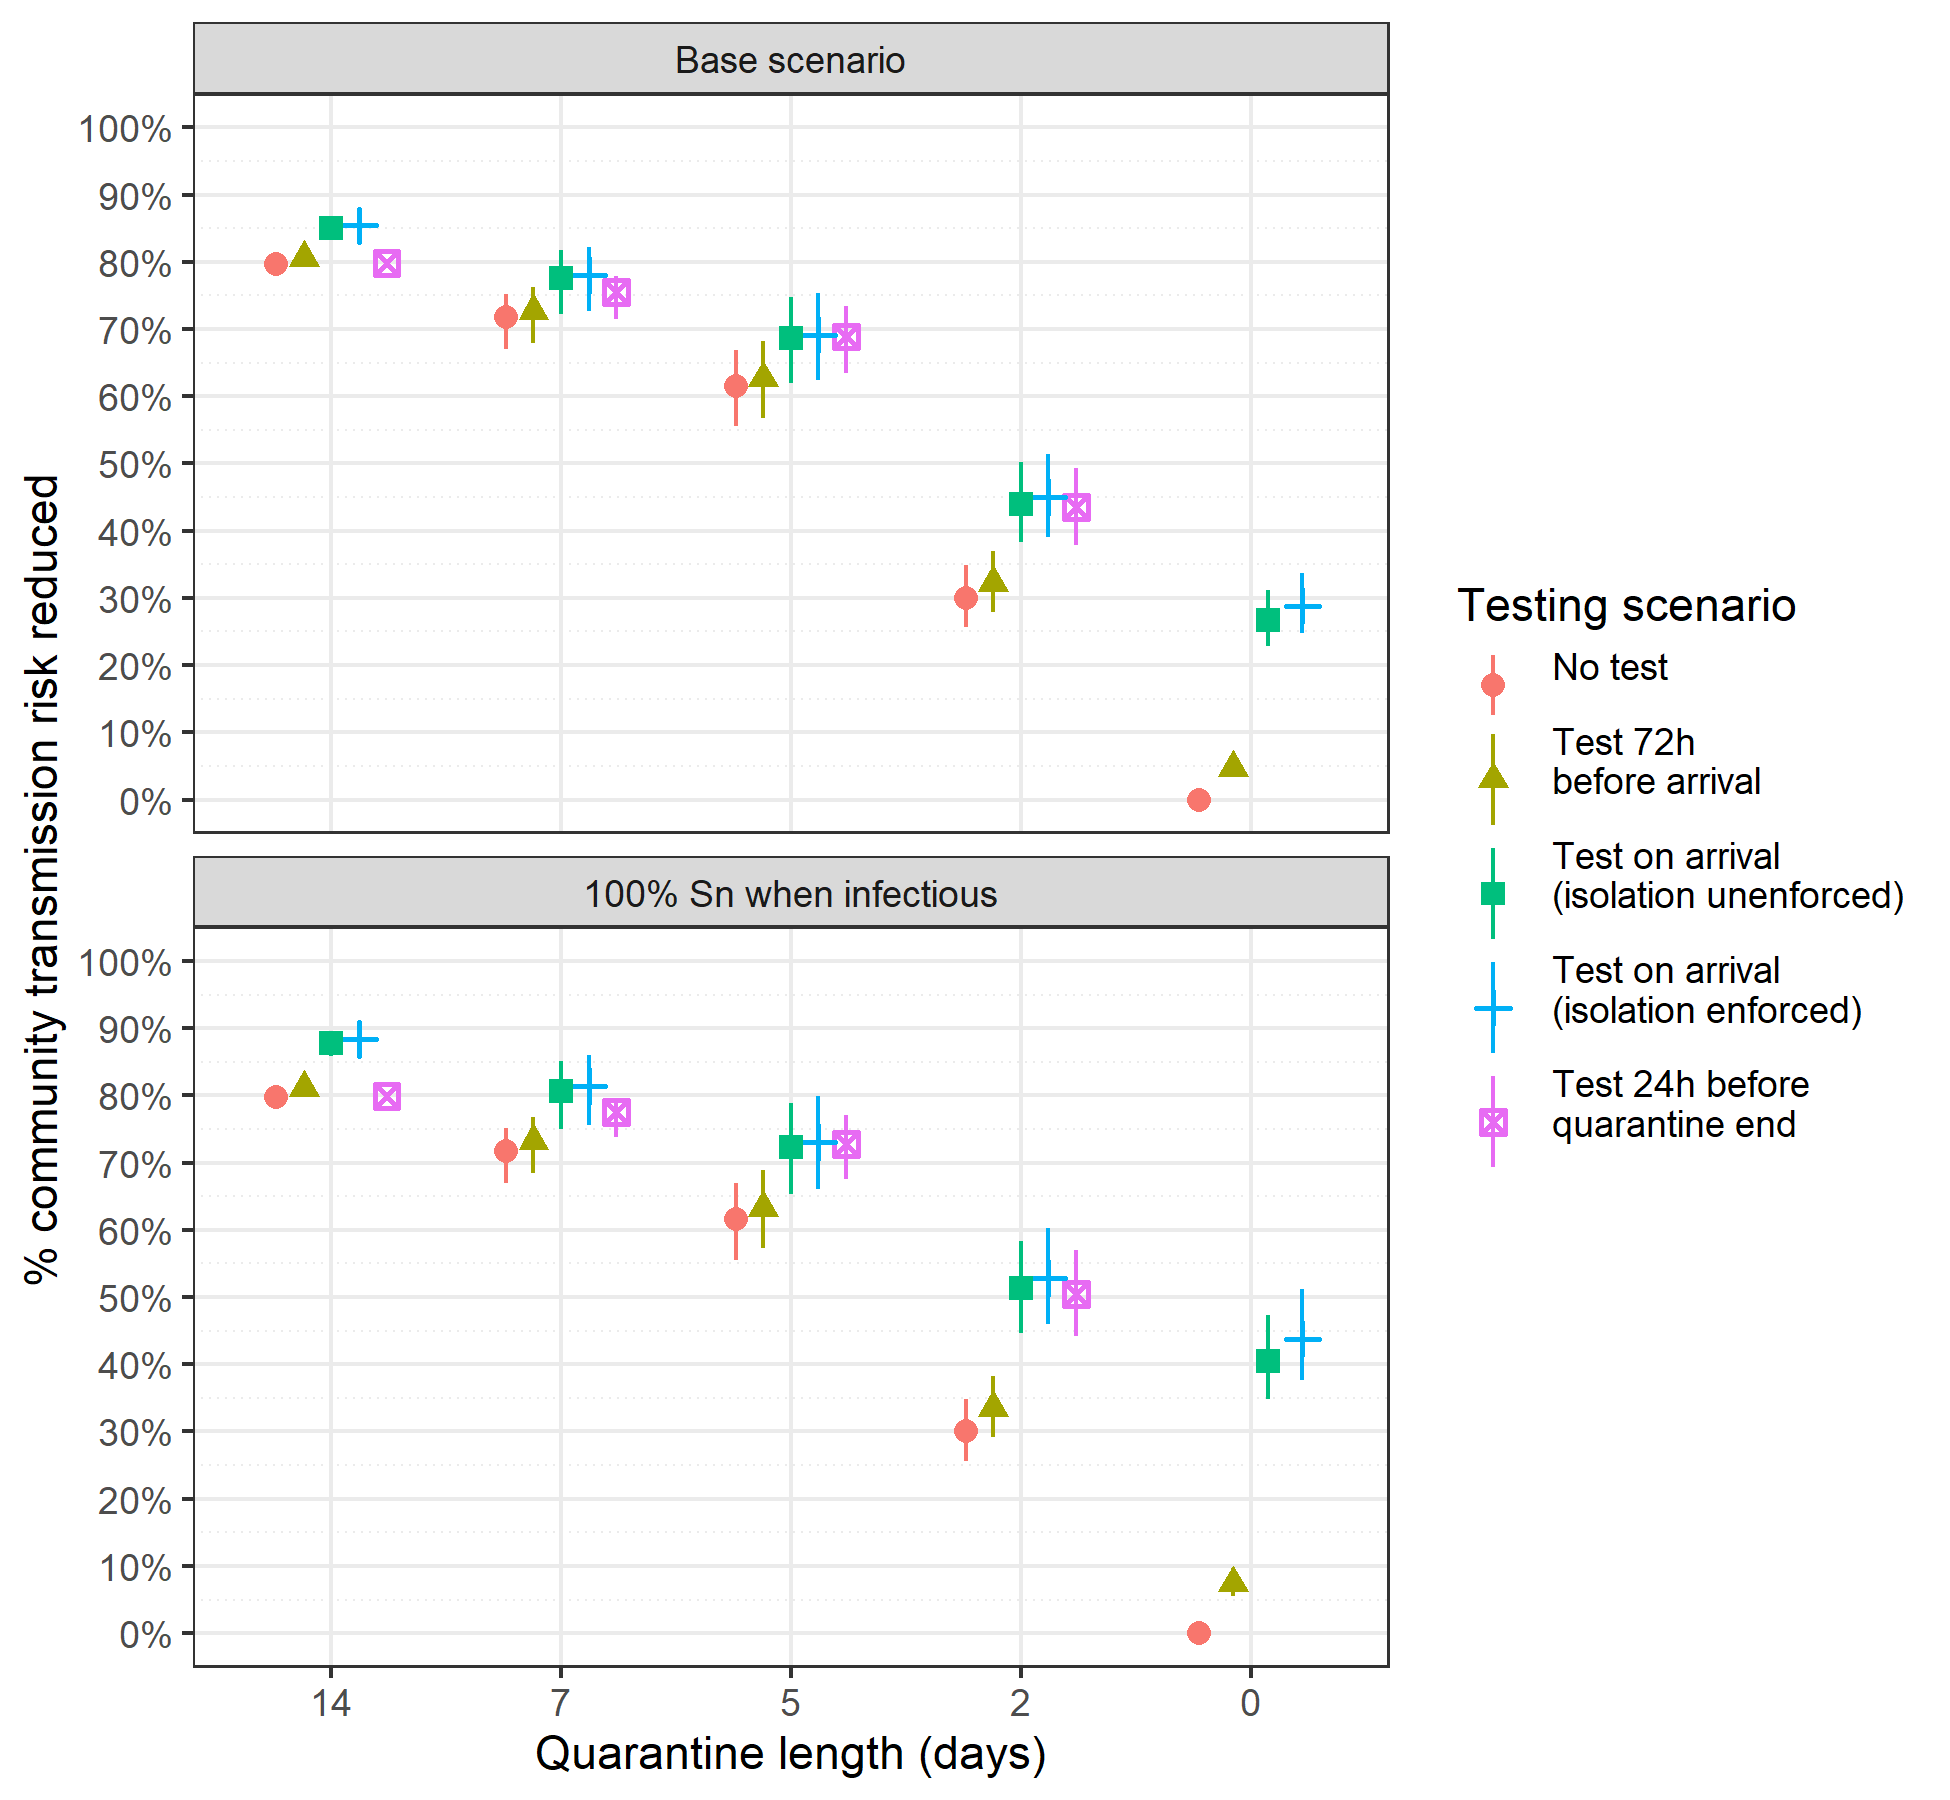 Base scenario
100%
90%
80%
70%
60%
50%
40%
30%
20%
10%
0%
100% Sn when infectious
100%
90%
80%
70%
60%
50%
40%
30%
20%
10%
0%
14 7 5 2 0
Quarantine length (days)
% community transmission risk reduced
Testing scenario
No test
Test 72h
before arrival
Test on arrival
(isolation unenforced)
Test on arrival
(isolation enforced)
Test 24h before
quarantine end